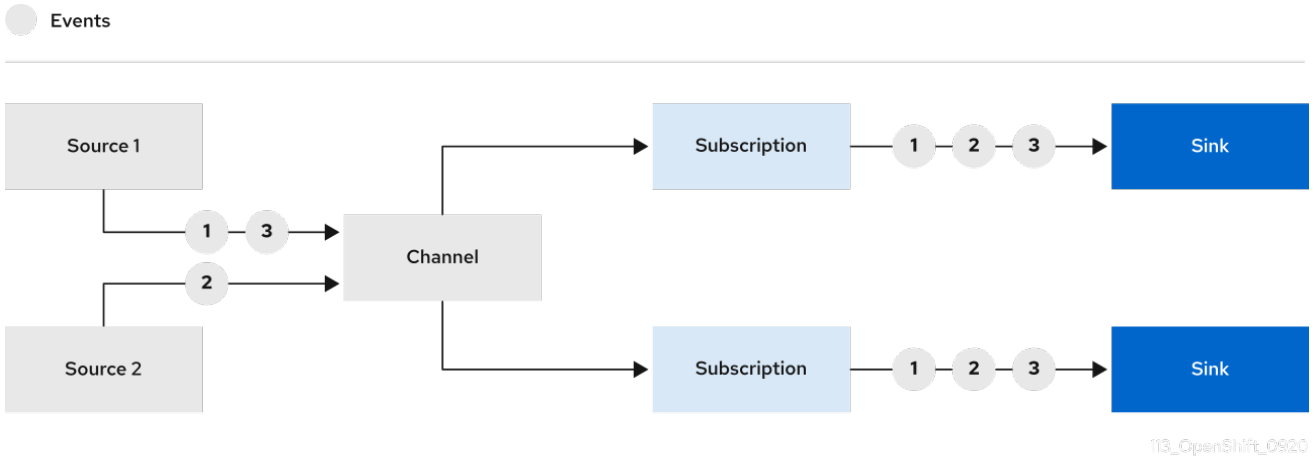 Events
Source 1
Subscription
1 2 3
Sink
1 3
Channel
2
Source 2
Subscription
1 2 3
Sink
113_OpenShift_0920